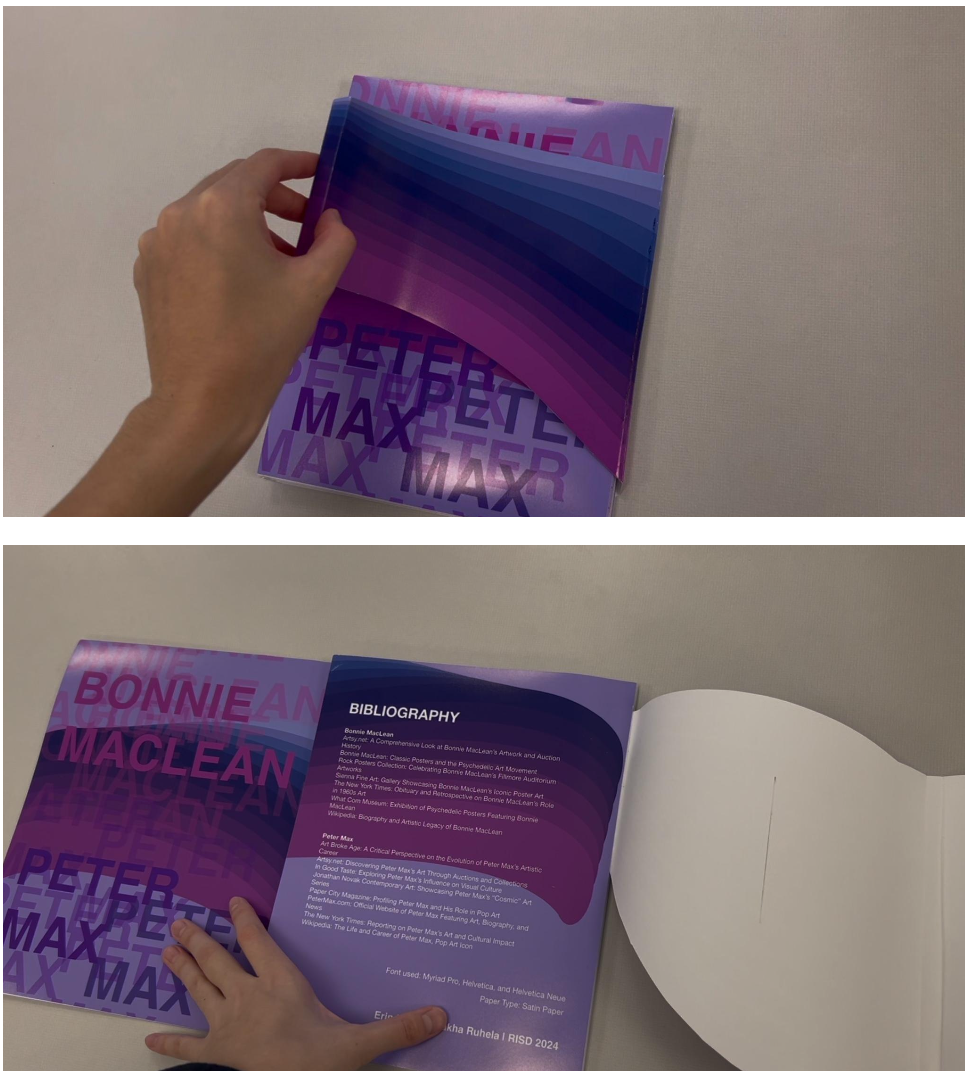 ONNIE
BONNIE
LEAN
PETER
PETER
PETE
MAX
PETER
MAX
MAX
BONNIE
MACLEAN
MACLEAN
PETER
PETER
PETE
MAX
MAX
BIBLIOGRAPHY
Bonnie MacLean
Artsy.net: A Comprehensive Look at Bonnie MacLean's Artwork and Auction
History
Bonnie MacLean: Classic Posters and the Psychedelic Art Movement
Rock Posters Collection: Celebrating Bonnie MacLean's Fillmore Auditorium
Artworks
Sienna Fine Art: Gallery Showcasing Bonnie MacLean's Iconic Poster Art
The New York Times: Obituary and Retrospective on Bonnie MacLean's Role
in 1960s Art
What Com Museum: Exhibition of Psychedelic Posters Featuring Bonnie
MacLean
Wikipedia: Biography and Artistic Legacy of Bonnie MacLean
Peter Max
Art Broke Age: A Critical Perspective on the Evolution of Peter Max's Artistic
Career
Artsy.net: Discovering Peter Max's Art Through Auctions and Collections
In Good Taste: Exploring Peter Max's Influence on Visual Culture
Jonathan Novak Contemporary Art: Showcasing Peter Max's "Cosmic" Art
Series
Paper City Magazine: Profiling Peter Max and His Role in Pop Art
PeterMax.com: Official Website of Peter Max Featuring Art, Biography, and
News
The New York Times: Reporting on Peter Max's Art and Cultural Impact
Wikipedia: The Life and Career of Peter Max, Pop Art Icon
Font used: Myriad Pro, Helvetica, and Helvetica Neue
Paper Type: Satin Paper
Ruhela | RISD 2024